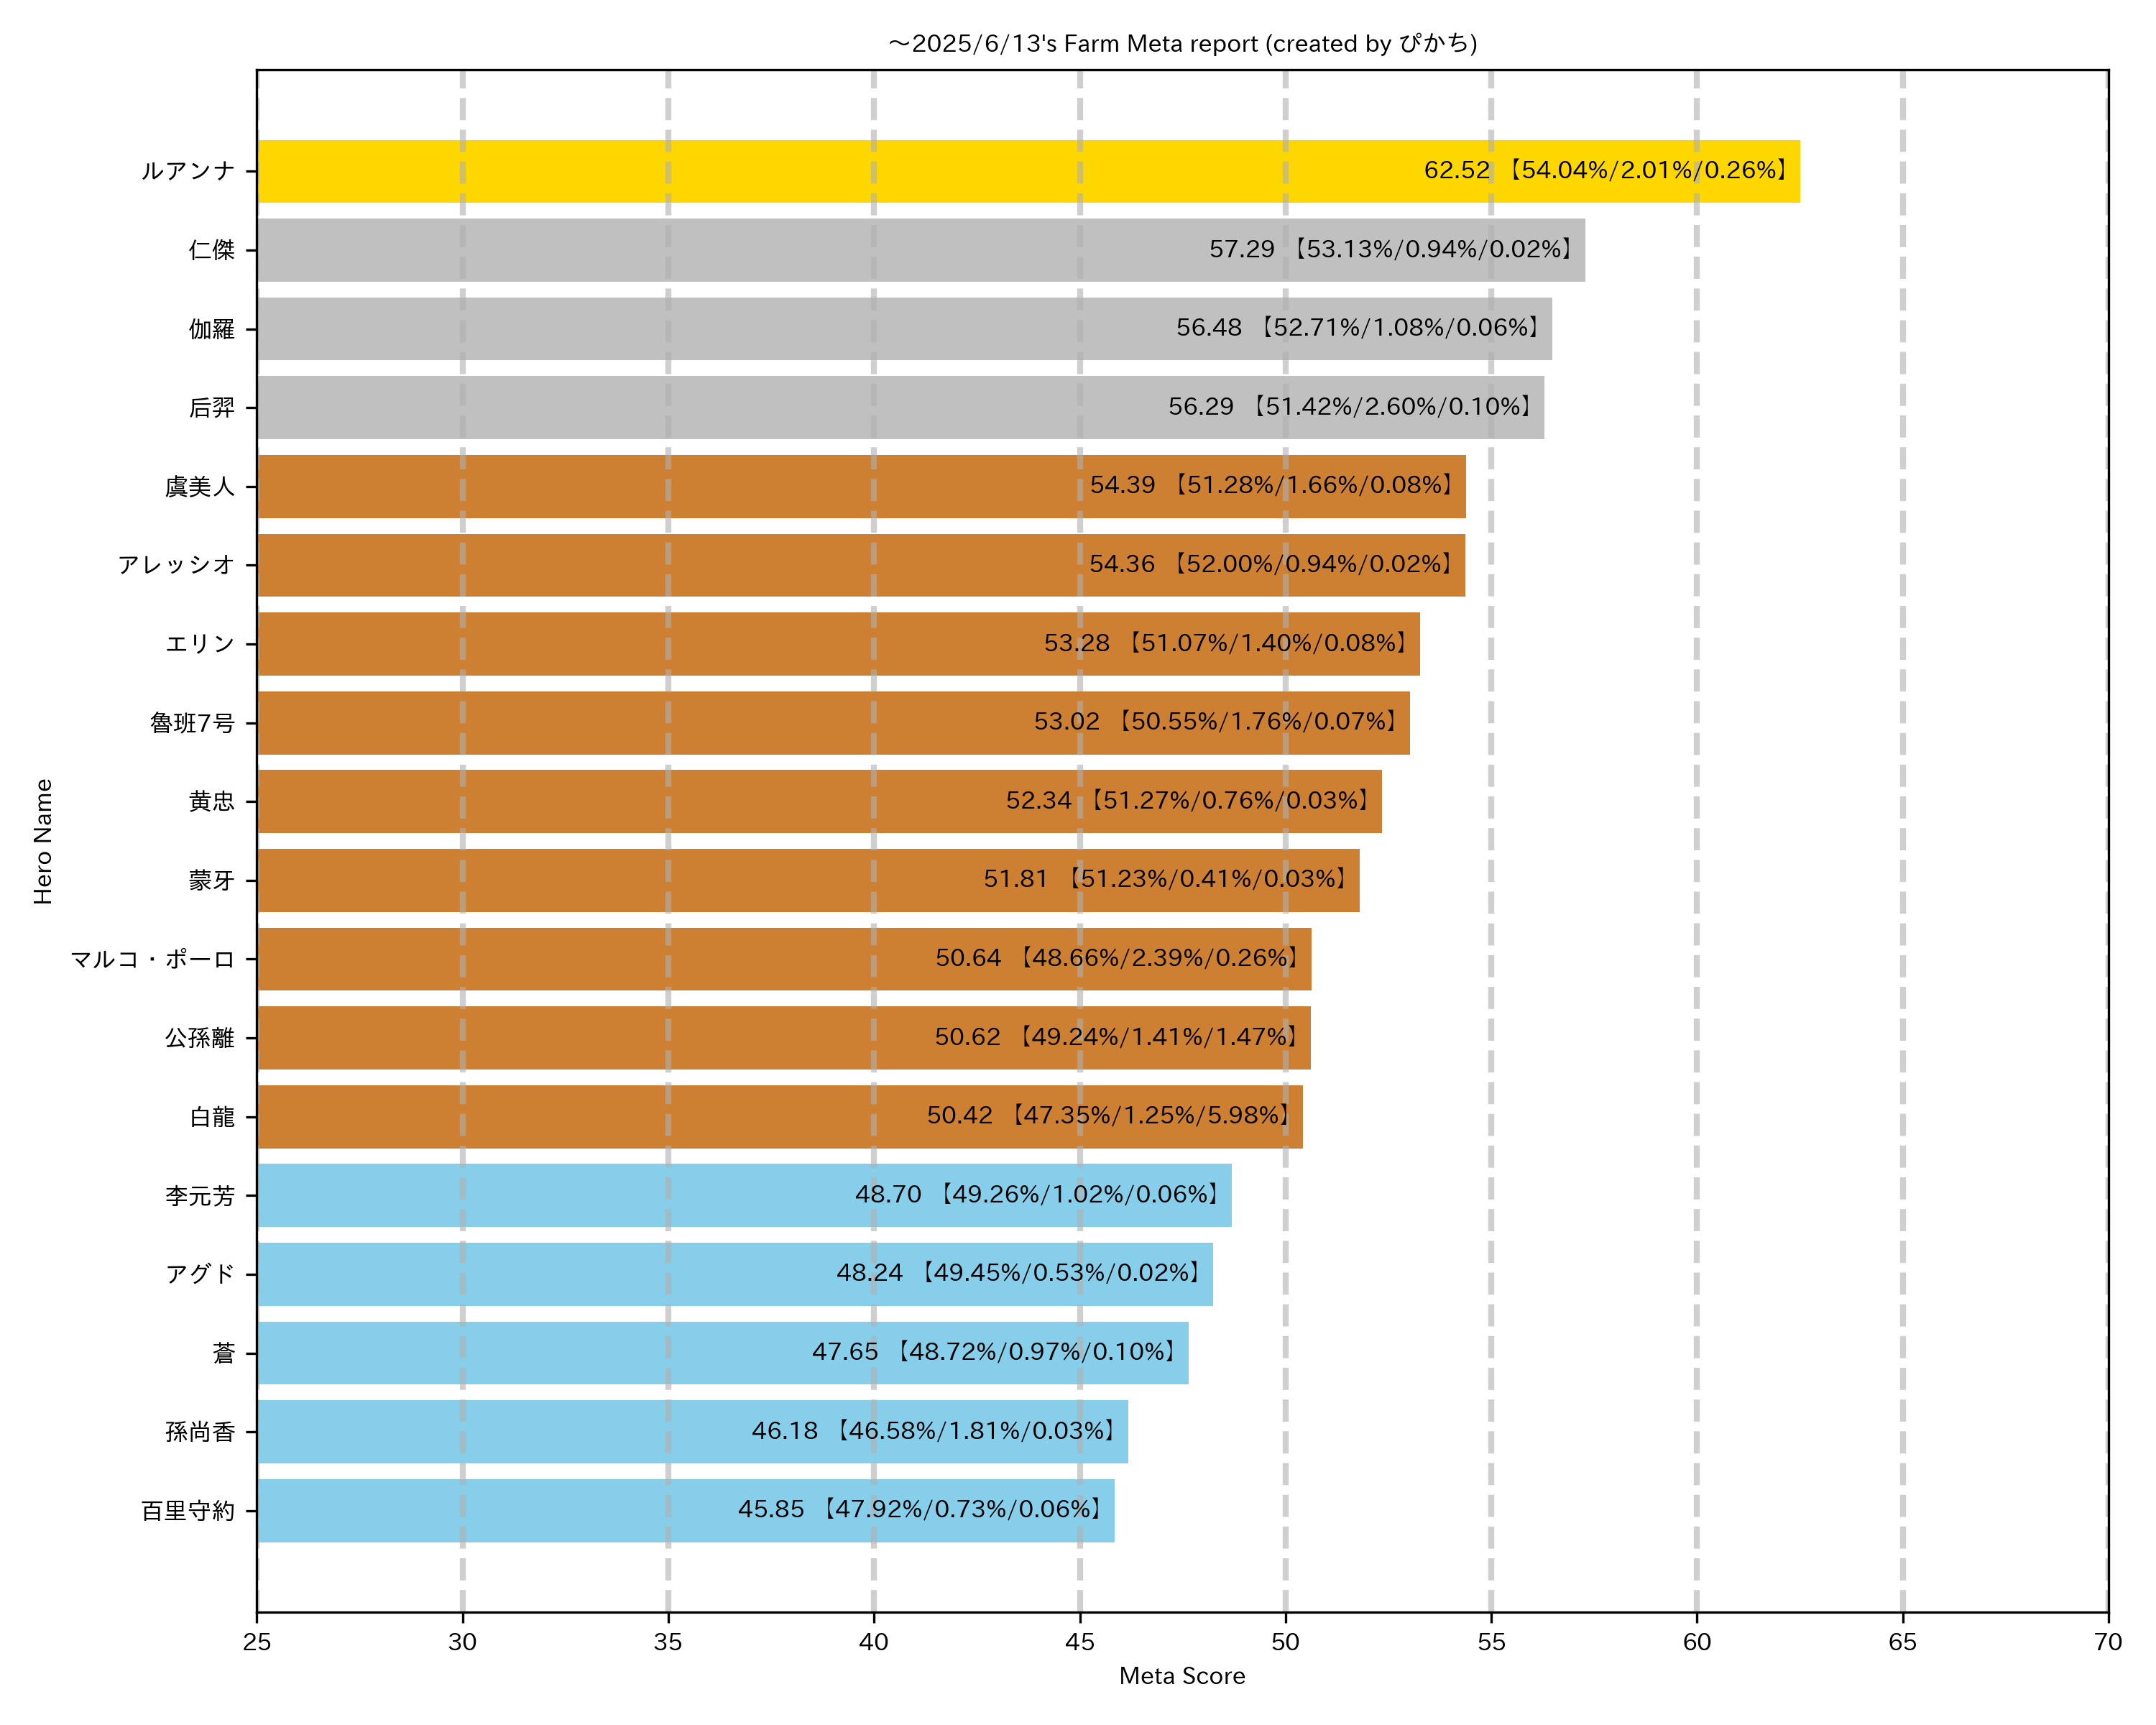 ～2025/6/13's Farm Meta report (created by ぴかち)
ルアンナ 62.52 【54.04%/2.01%/0.26%】
仁傑 57.29 【53.13%/0.94%/0.02%】
伽羅 56.48 【52.71%/1.08%/0.06%】
后羿 56.29 【51.42%/2.60%/0.10%】
虞美人 54.39 【51.28%/1.66%/0.08%】
アレッシオ 54.36 【52.00%/0.94%/0.02%】
エリン 53.28 【51.07%/1.40%/0.08%】
魯班7号 53.02 【50.55%/1.76%/0.07%】
黄忠 52.34 【51.27%/0.76%/0.03%】
蒙牙 51.81 【51.23%/0.41%/0.03%】
マルコ・ポーロ 50.64 【48.66%/2.39%/0.26%】
公孫離 50.62 【49.24%/1.41%/1.47%】
白龍 50.42 【47.35%/1.25%/5.98%】
李元芳 48.70 【49.26%/1.02%/0.06%】
アグド 48.24 【49.45%/0.53%/0.02%】
蒼 47.65 【48.72%/0.97%/0.10%】
孫尚香 46.18 【46.58%/1.81%/0.03%】
百里守約 45.85 【47.92%/0.73%/0.06%】
Hero Name
25 30 35 40 45 50 55 60 65 70
Meta Score